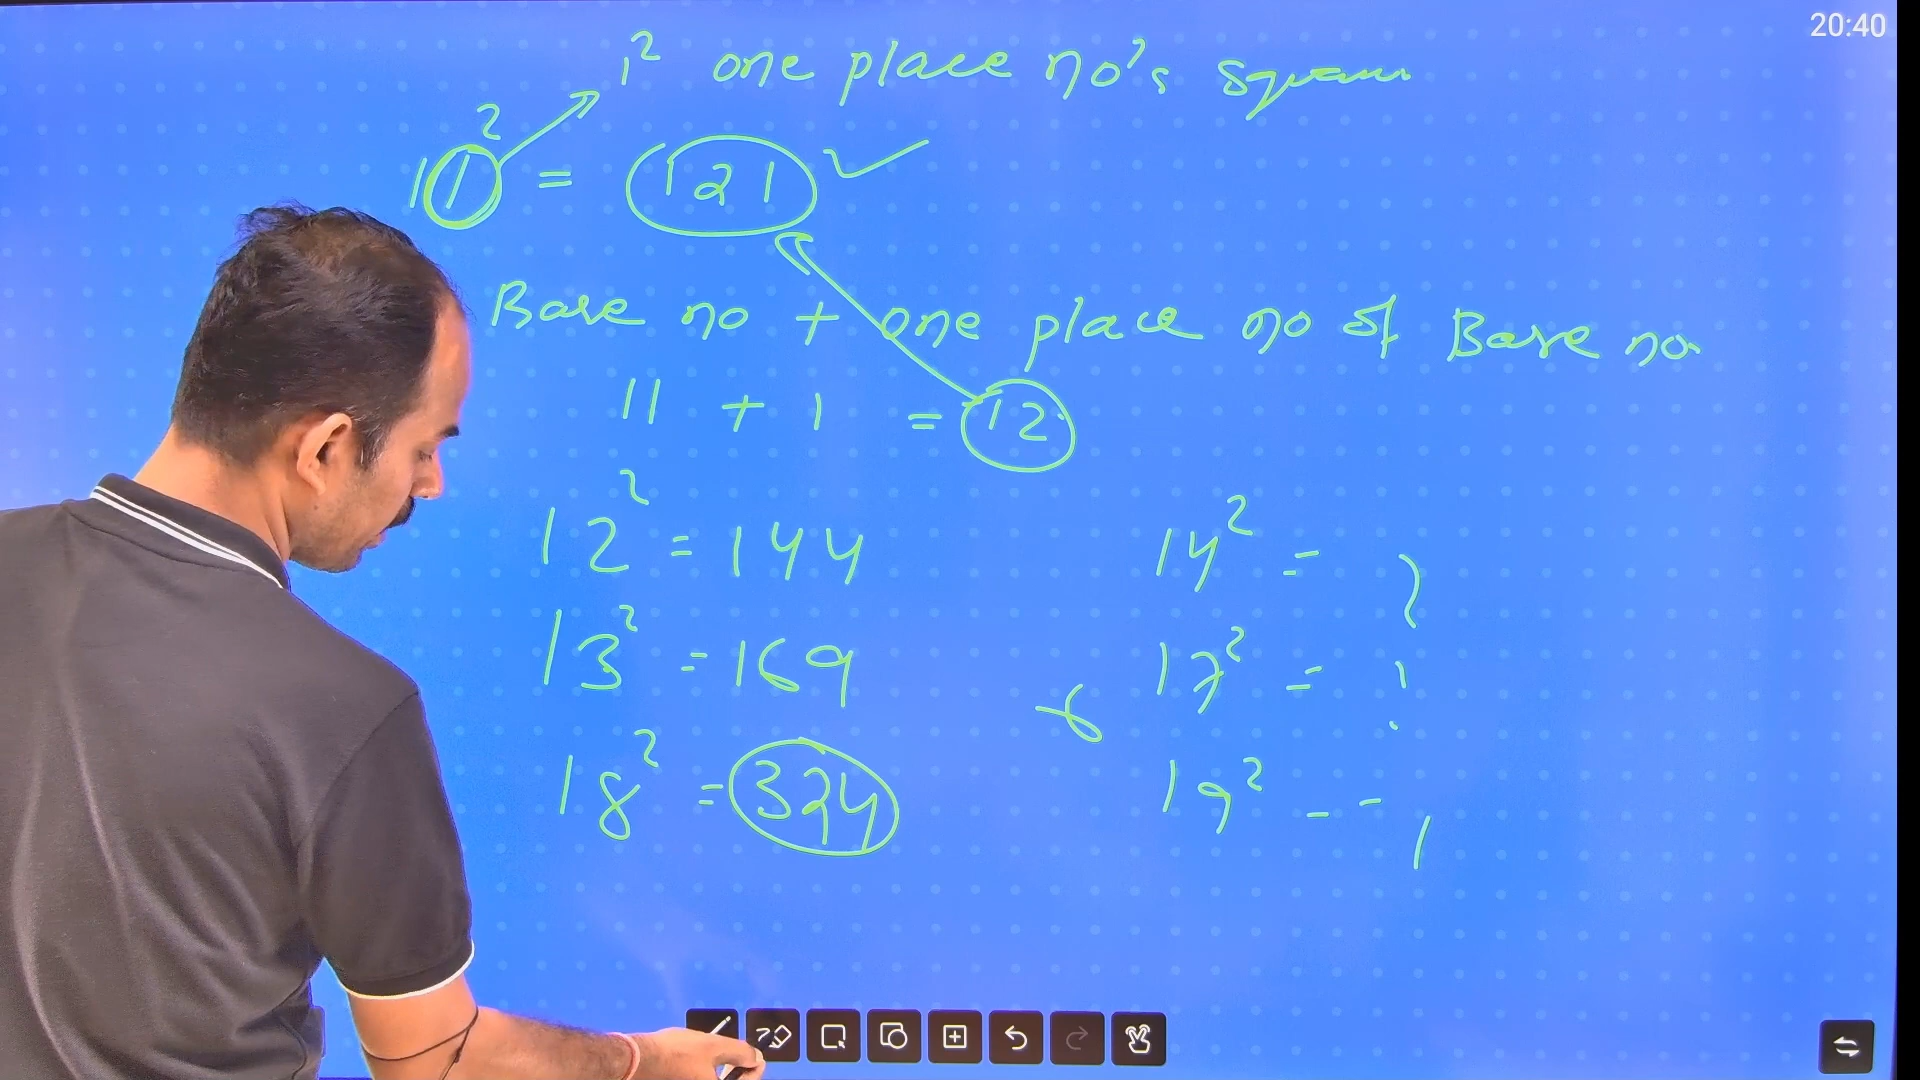 20:40
1² one place no's square
11² = 121 ✓
Base no + one place no of Base no
11 + 1 = 12
12² = 144
14² = ?
13² = 169
17² =
18² = 324
19² =